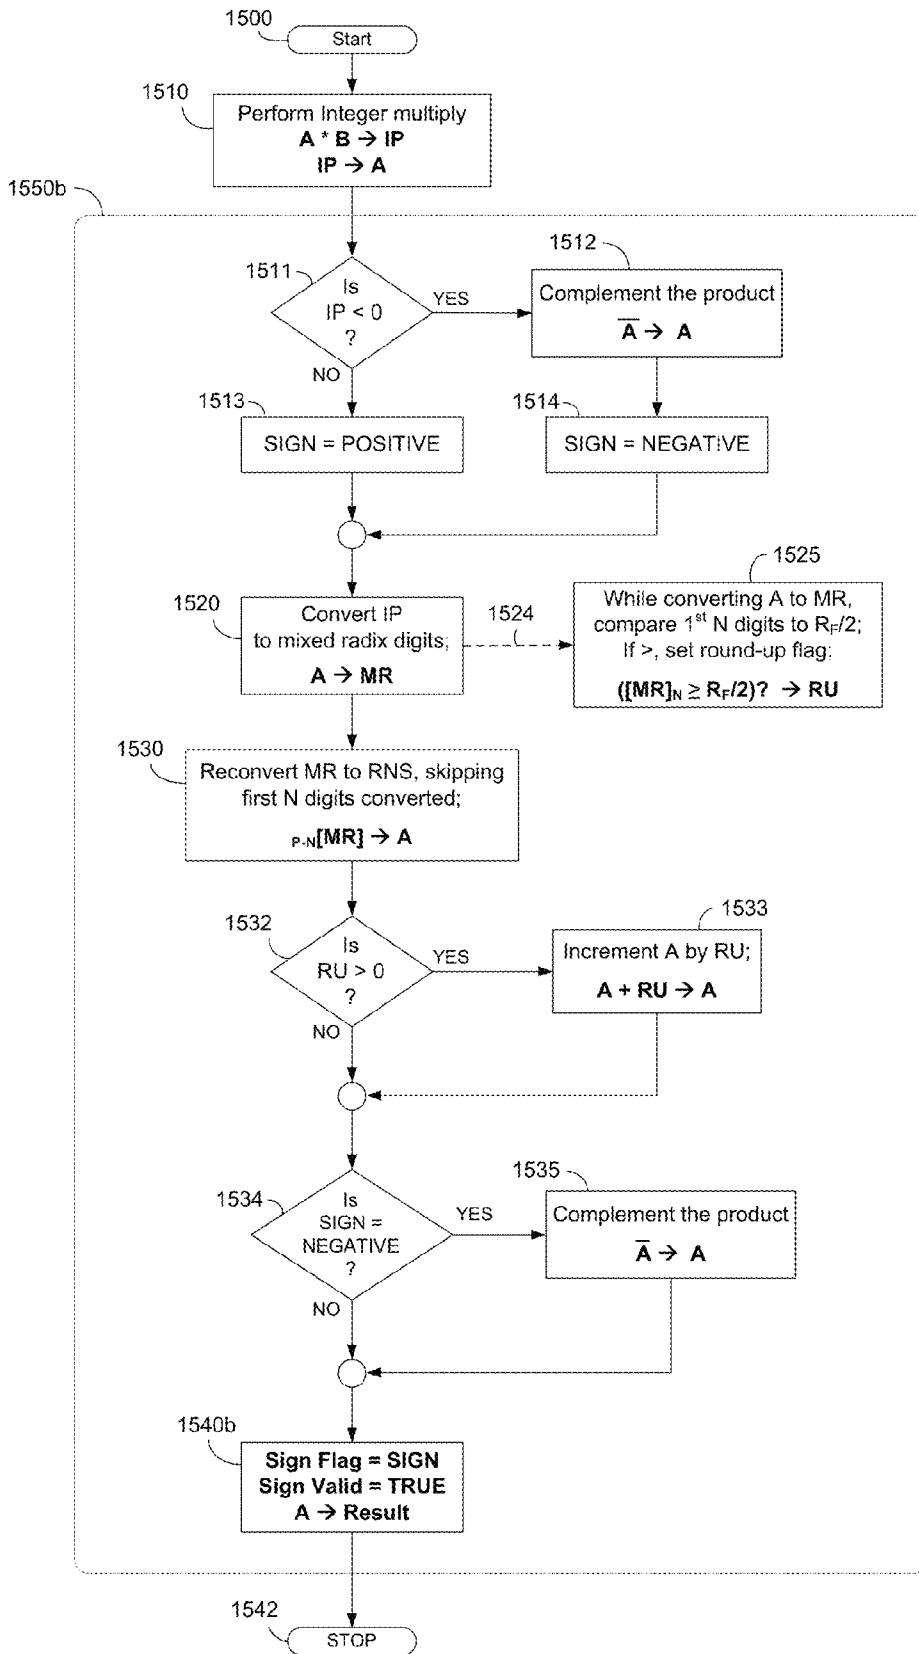 1500
Start
1510
Perform Integer multiply
A * B → IP
IP → A
1550b
1511
Is
IP < 0
?
YES
NO
1512
Complement the product
A̅ → A
1513
SIGN = POSITIVE
1514
SIGN = NEGATIVE
1520
Convert IP
to mixed radix digits;
A → MR
1524
1525
While converting A to MR,
compare 1st N digits to RF/2;
If >, set round-up flag;
([MR]N ≥ RF/2)? → RU
1530
Reconvert MR to RNS, skipping
first N digits converted;
P-N[MR] → A
1532
Is
RU > 0
?
YES
NO
1533
Increment A by RU;
A + RU → A
1534
Is
SIGN =
NEGATIVE
?
YES
NO
1535
Complement the product
A̅ → A
1540b
Sign Flag = SIGN
Sign Valid = TRUE
A → Result
1542
STOP